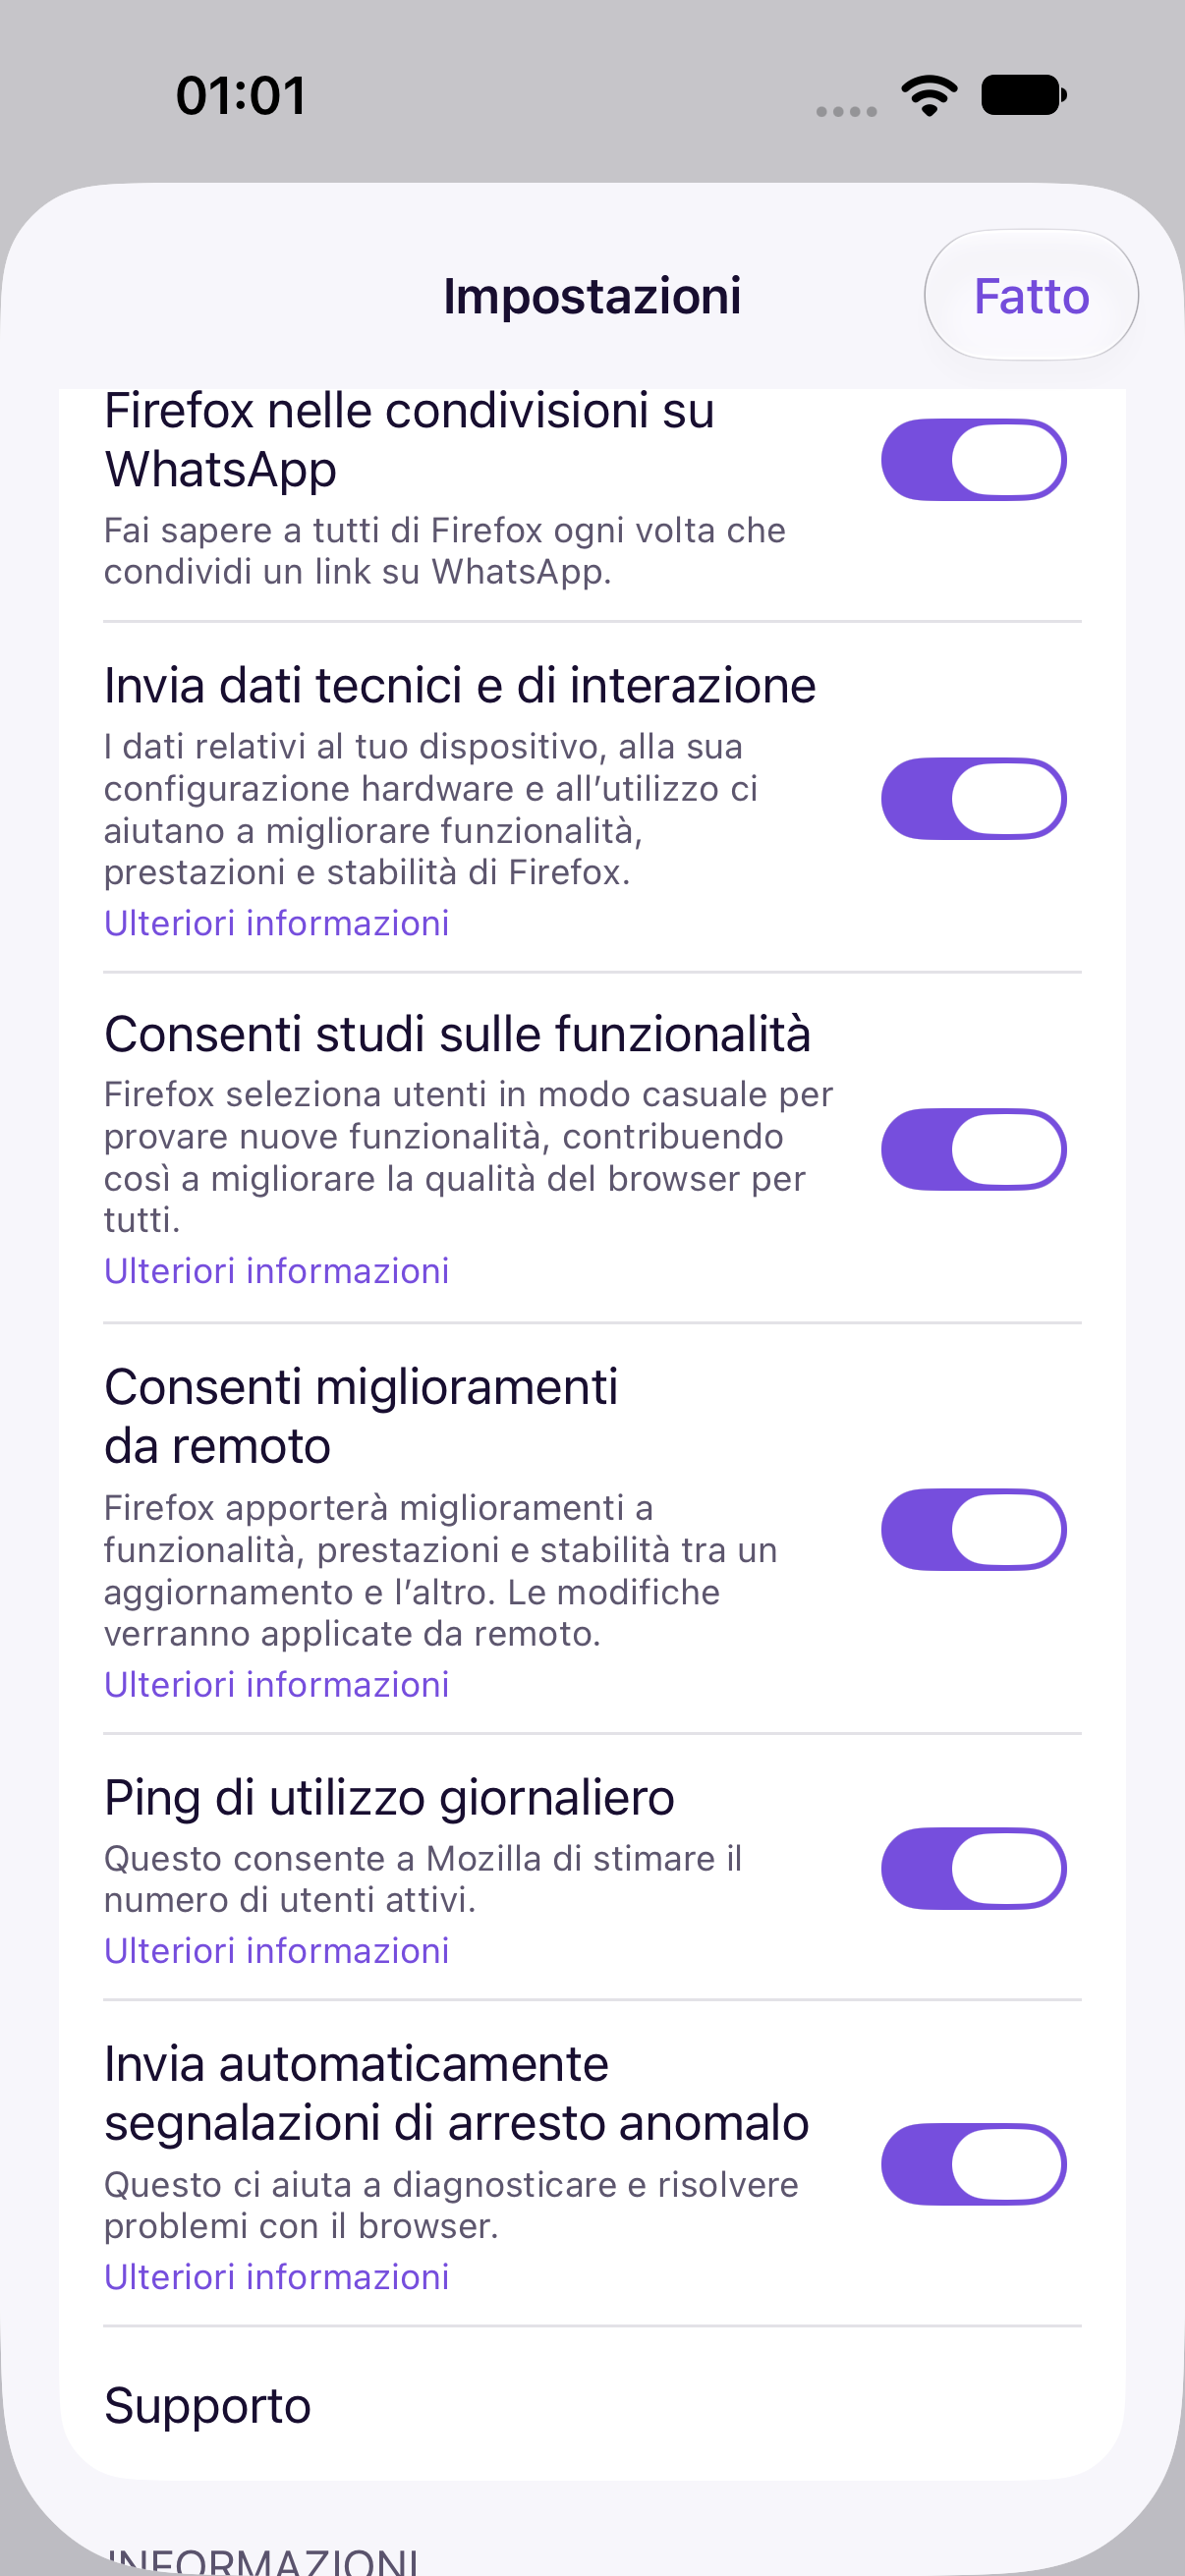 01:01
Impostazioni
Fatto
Firefox nelle condivisioni su
WhatsApp
Fai sapere a tutti di Firefox ogni volta che
condividi un link su WhatsApp.
Invia dati tecnici e di interazione
I dati relativi al tuo dispositivo, alla sua
configurazione hardware e all’utilizzo ci
aiutano a migliorare funzionalità,
prestazioni e stabilità di Firefox.
Ulteriori informazioni
Consenti studi sulle funzionalità
Firefox seleziona utenti in modo casuale per
provare nuove funzionalità, contribuendo
così a migliorare la qualità del browser per
tutti.
Ulteriori informazioni
Consenti miglioramenti
da remoto
Firefox apporterà miglioramenti a
funzionalità, prestazioni e stabilità tra un
aggiornamento e l’altro. Le modifiche
verranno applicate da remoto.
Ulteriori informazioni
Ping di utilizzo giornaliero
Questo consente a Mozilla di stimare il
numero di utenti attivi.
Ulteriori informazioni
Invia automaticamente
segnalazioni di arresto anomalo
Questo ci aiuta a diagnosticare e risolvere
problemi con il browser.
Ulteriori informazioni
Supporto
INFORMAZIONI